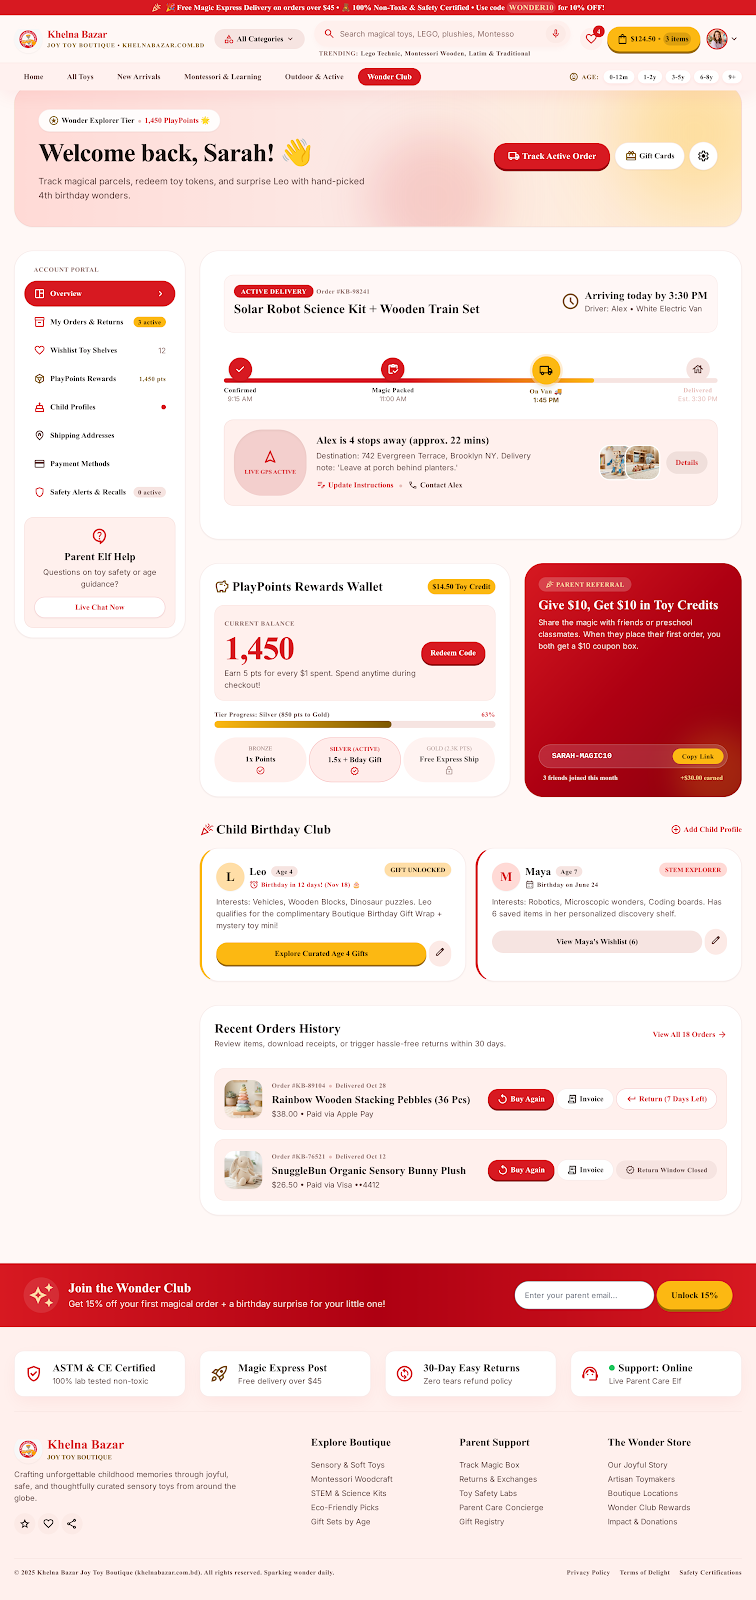 🎉 Free Magic Express Delivery on orders over $45 • 🧸 100% Non-Toxic & Safety Certified • Use code WONDER10 for 10% OFF!
Khelna Bazar
JOY TOY BOUTIQUE • KHELNABAZAR.COM.BD
All Categories
Search magical toys, LEGO, plushies, Montesso
TRENDING: Lego Technic, Montessori Wooden, Latim & Traditional
4
$124.50 • 3 items
Home
All Toys
New Arrivals
Montessori & Learning
Outdoor & Active
Wonder Club
AGE:
0-12m
1-2y
3-5y
6-8y
9+
Wonder Explorer Tier • 1,450 PlayPoints 🌟
Welcome back, Sarah! 👋
Track magical parcels, redeem toy tokens, and surprise Leo with hand-picked
4th birthday wonders.
Track Active Order
Gift Cards
ACCOUNT PORTAL
Overview
My Orders & Returns
3 active
Wishlist Toy Shelves
12
PlayPoints Rewards
1,450 pts
Child Profiles
Shipping Addresses
Payment Methods
Safety Alerts & Recalls
0 active
Parent Elf Help
Questions on toy safety or age
guidance?
Live Chat Now
ACTIVE DELIVERY Order #KB-98241
Solar Robot Science Kit + Wooden Train Set
Arriving today by 3:30 PM
Driver: Alex • White Electric Van
Confirmed
9:15 AM
Magic Packed
11:00 AM
On Van 🚚
1:45 PM
Delivered
Est. 3:30 PM
LIVE GPS ACTIVE
Alex is 4 stops away (approx. 22 mins)
Destination: 742 Evergreen Terrace, Brooklyn NY. Delivery
note: 'Leave at porch behind planters.'
Update Instructions • Contact Alex
Details
PlayPoints Rewards Wallet
$14.50 Toy Credit
CURRENT BALANCE
1,450
Earn 5 pts for every $1 spent. Spend anytime during
checkout!
Redeem Code
Tier Progress: Silver (850 pts to Gold)
63%
BRONZE
1x Points
SILVER (ACTIVE)
1.5x + Bday Gift
GOLD (2.3K PTS)
Free Express Ship
PARENT REFERRAL
Give $10, Get $10 in Toy Credits
Share the magic with friends or preschool
classmates. When they place their first order, you
both get a $10 coupon box.
SARAH-MAGIC10
Copy Link
3 friends joined this month
+$30.00 earned
Child Birthday Club
Add Child Profile
L
Leo Age 4
Birthday in 12 days! (Nov 18) 🎂
GIFT UNLOCKED
Interests: Vehicles, Wooden Blocks, Dinosaur puzzles. Leo
qualifies for the complimentary Boutique Birthday Gift Wrap +
mystery toy mini!
Explore Curated Age 4 Gifts
M
Maya Age 7
Birthday on June 24
STEM EXPLORER
Interests: Robotics, Microscopic wonders, Coding boards. Has
6 saved items in her personalized discovery shelf.
View Maya's Wishlist (6)
Recent Orders History
Review items, download receipts, or trigger hassle-free returns within 30 days.
View All 18 Orders →
Order #KB-89104 • Delivered Oct 28
Rainbow Wooden Stacking Pebbles (36 Pcs)
$38.00 • Paid via Apple Pay
Buy Again
Invoice
Return (7 Days Left)
Order #KB-76521 • Delivered Oct 12
SnuggleBun Organic Sensory Bunny Plush
$26.50 • Paid via Visa ••4412
Buy Again
Invoice
Return Window Closed
Join the Wonder Club
Get 15% off your first magical order + a birthday surprise for your little one!
Enter your parent email...
Unlock 15%
ASTM & CE Certified
100% lab tested non-toxic
Magic Express Post
Free delivery over $45
30-Day Easy Returns
Zero tears refund policy
Support: Online
Live Parent Care Elf
Khelna Bazar
JOY TOY BOUTIQUE
Crafting unforgettable childhood memories through joyful,
safe, and thoughtfully curated sensory toys from around the
globe.
Explore Boutique
Sensory & Soft Toys
Montessori Woodcraft
STEM & Science Kits
Eco-Friendly Picks
Gift Sets by Age
Parent Support
Track Magic Box
Returns & Exchanges
Toy Safety Labs
Parent Care Concierge
Gift Registry
The Wonder Store
Our Joyful Story
Artisan Toymakers
Boutique Locations
Wonder Club Rewards
Impact & Donations
© 2025 Khelna Bazar Joy Toy Boutique (khelnabazar.com.bd). All rights reserved. Sparking wonder daily.
Privacy Policy
Terms of Delight
Safety Certifications